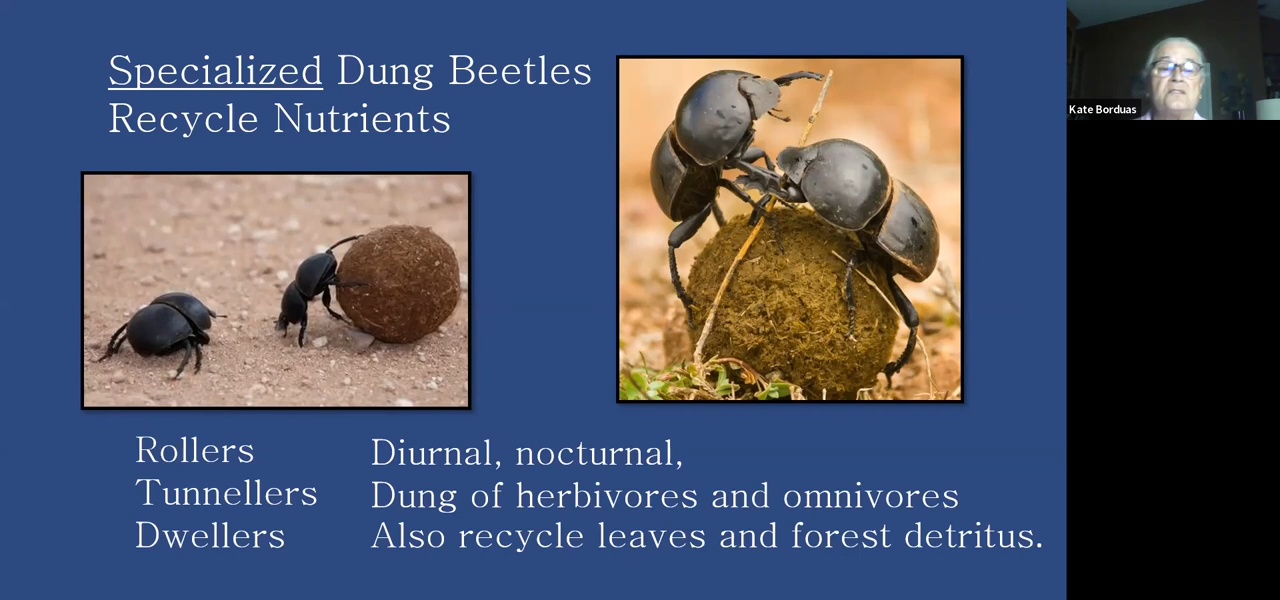 Specialized Dung Beetles
Recycle Nutrients
Kate Borduas
Rollers
Tunnellers
Dwellers
Diurnal, nocturnal,
Dung of herbivores and omnivores
Also recycle leaves and forest detritus.